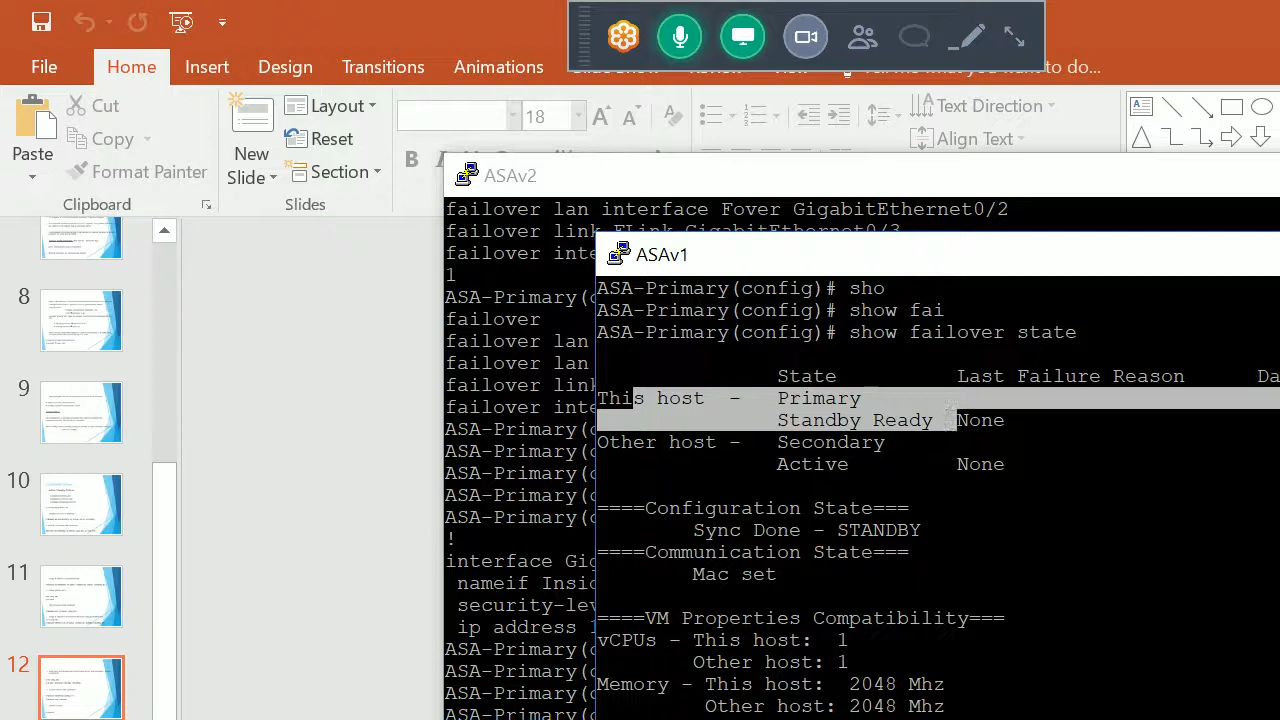 File Home Insert Design Transitions Animations
Cut
Copy
Format Painter
Paste
Clipboard
New
Slide
Layout
Reset
Section
Slides
18
B
Text Direction
Align Text
8
9
10
11
12
ASAv2
failover lan interface Fover GigabitEthernet0/2
failover link
failover inte
1
ASA-Primary(c
failover
failover lan
failover lan
failover link
failover inte
ASA-Primary(c
ASA-Primary(c
ASA-Primary(c
ASA-Primary(c
ASA-Primary(c
!
interface Gig
nameif Insid
security-lev
ip address 1
ASA-Primary(c
ASA-Primary(c
ASA-Primary(c
ASA-Primary(c
ASAv1
ASA-Primary(config)# sho
ASA-Primary(config)# show f
ASA-Primary(config)# show failover state
State Last Failure Reason Da
This host - Primary
Standby Ready None
Other host - Secondary
Active None
====Configuration State===
Sync Done - STANDBY
====Communication State===
Mac set
====VM Properties Compatibility===
vCPUs - This host: 1
Other host: 1
Memory - This host: 2048 Mhz
Other host: 2048 Mhz